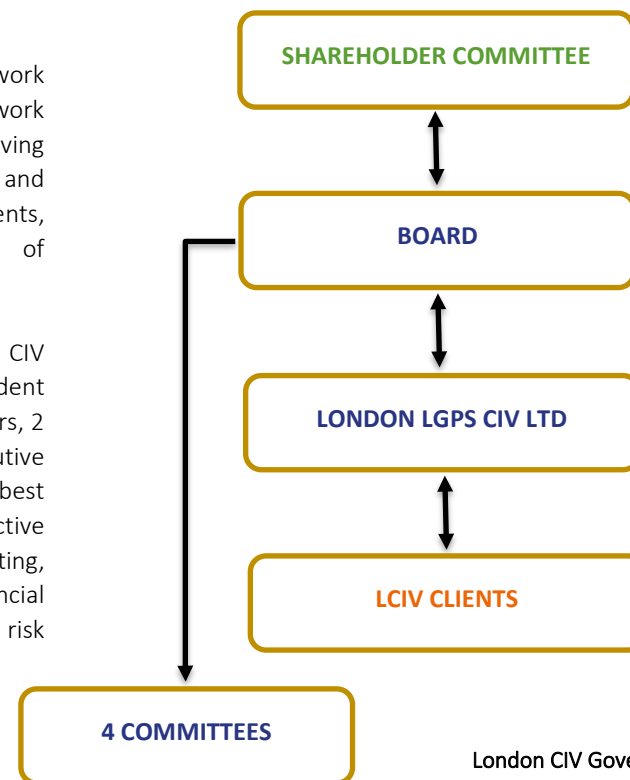 work
work
ving
and
ents,
of
CIV
dent
rs, 2
utive
best
ctive
ting,
ncial
risk
SHAREHOLDER COMMITTEE
BOARD
LONDON LGPS CIV LTD
LCIV CLIENTS
4 COMMITTEES
London CIV Gove